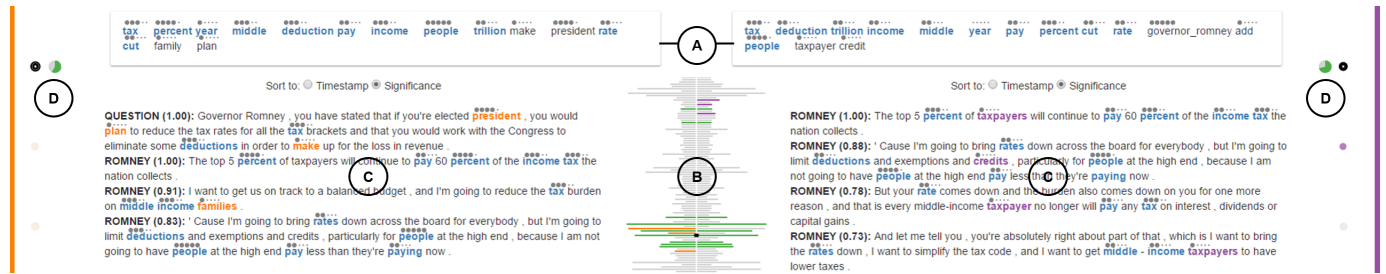 tax percent year middle deduction pay income people trillion make president rate
cut family plan
A
tax deduction trillion income middle year pay percent cut rate governor_romney add
people taxpayer credit
D
Sort to: Timestamp Significance
Sort to: Timestamp Significance
D
QUESTION (1.00): Governor Romney , you have stated that if you're elected president , you would
plan to reduce the tax rates for all the tax brackets and that you would work with the Congress to
eliminate some deductions in order to make up for the loss in revenue .
ROMNEY (1.00): The top 5 percent of taxpayers will continue to pay 60 percent of the income tax the
nation collects .
ROMNEY (0.91): I want to get us on track to a balanced budget , and I'm going to reduce the tax burden
on middle income families .
ROMNEY (0.83): ' Cause I'm going to bring rates down across the board for everybody , but I'm going to
limit deductions and exemptions and credits , particularly for people at the high end , because I am not
going to have people at the high end pay less than they're paying now .
C
B
ROMNEY (1.00): The top 5 percent of taxpayers will continue to pay 60 percent of the income tax the
nation collects .
ROMNEY (0.88): ' Cause I'm going to bring rates down across the board for everybody , but I'm going to
limit deductions and exemptions and credits , particularly for people at the high end , because I am
not going to have people at the high end pay less than they're paying now .
ROMNEY (0.78): But your rate comes down and the burden also comes down on you for one more
reason , and that is every middle-income taxpayer no longer will pay any tax on interest , dividends or
capital gains .
ROMNEY (0.73): And let me tell you , you're absolutely right about part of that , which is I want to bring
the rates down , I want to simplify the tax code , and I want to get middle - income taxpayers to have
lower taxes .
C